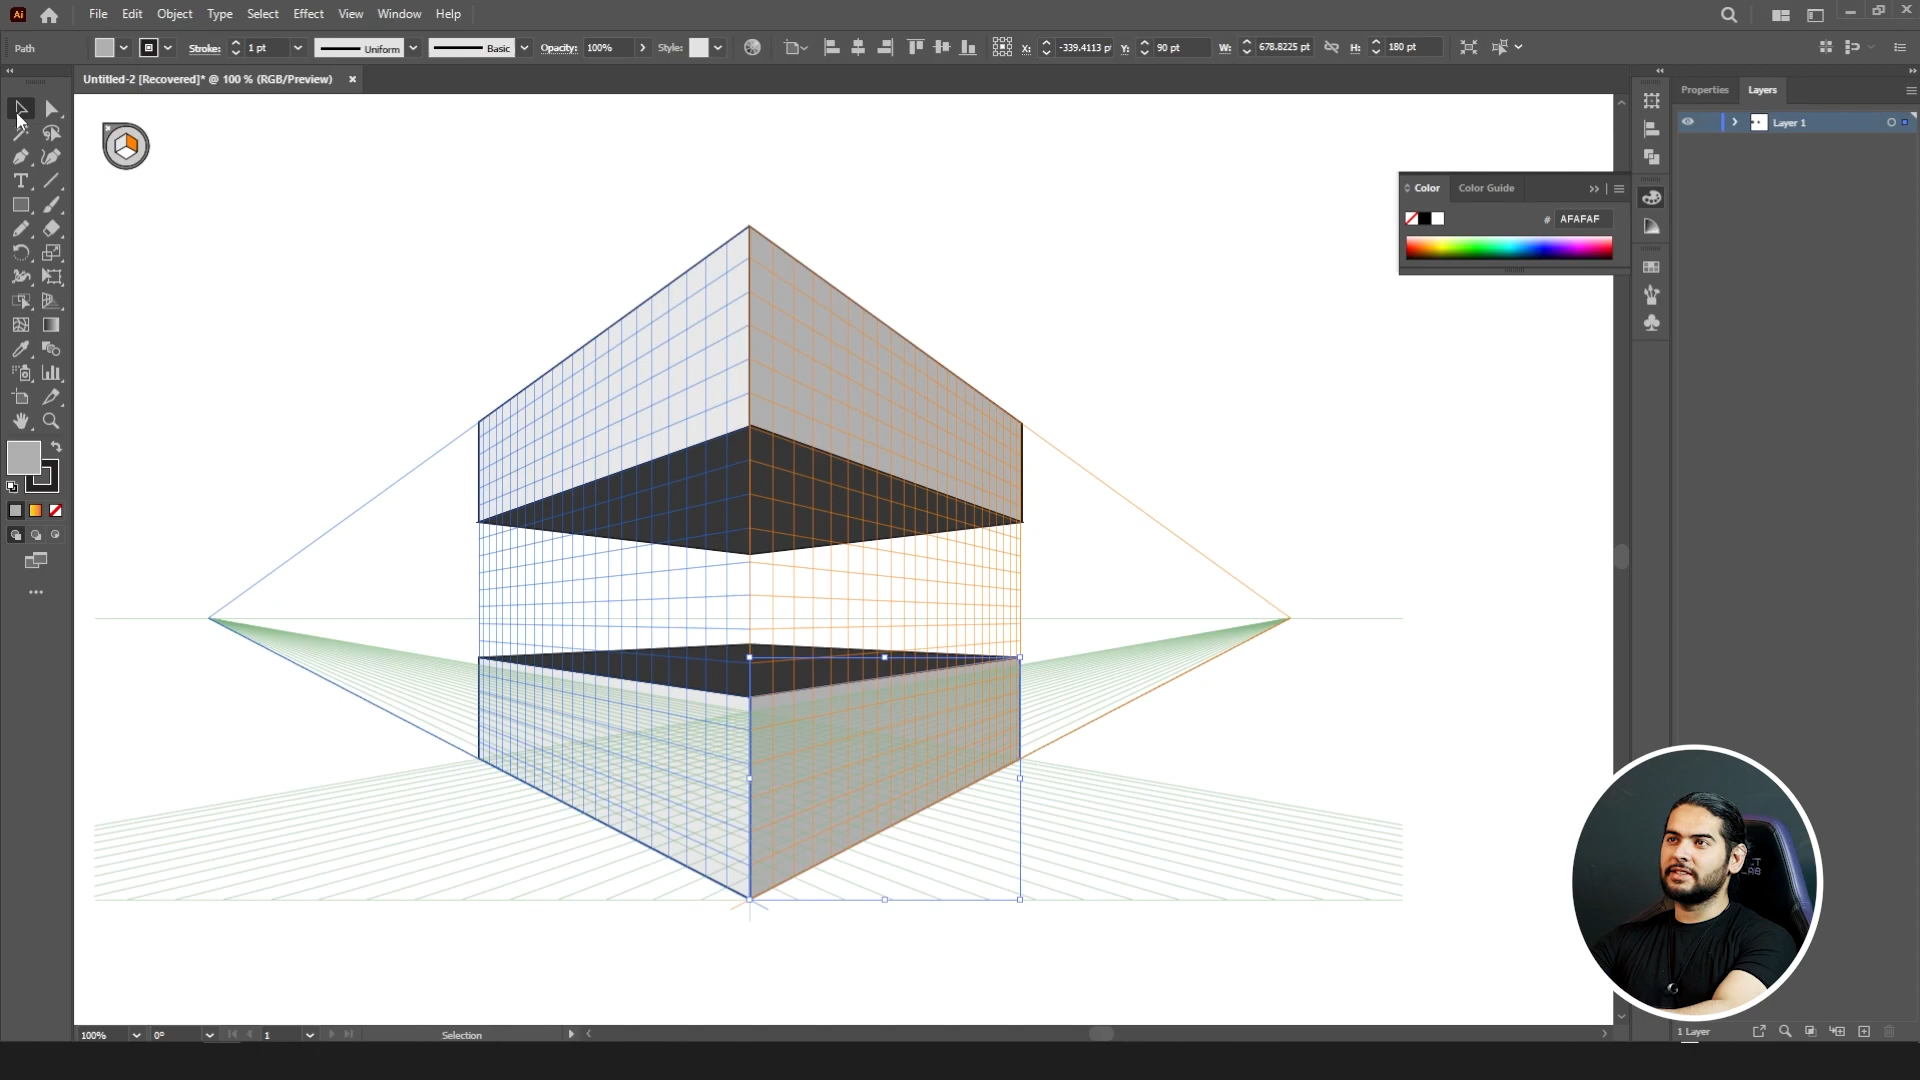 Ai File Edit Object Type Select Effect View Window Help
Path Stroke: 1 pt Uniform Basic Opacity: 100% Style: X: -339.4113 pt Y: 90 pt W: 678.8225 pt H: 180 pt
Untitled-2 [Recovered]* @ 100 % (RGB/Preview) ×
Properties Layers
Layer 1
Color Color Guide
# AFAFAF
T
100% 0° 1 Selection
1 Layer